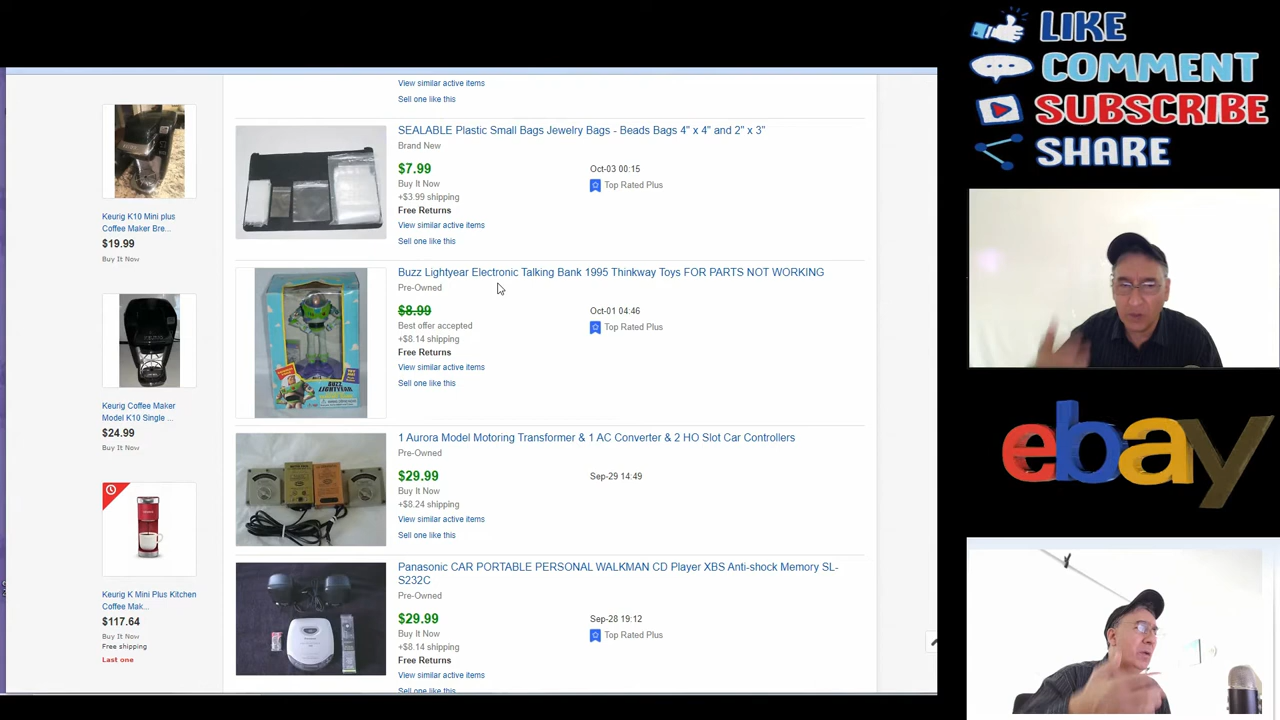 View similar active items
Sell one like this
SEALABLE Plastic Small Bags Jewelry Bags - Beads Bags 4" x 4" and 2" x 3"
Brand New
$7.99
Buy It Now
+$3.99 shipping
Free Returns
View similar active items
Sell one like this
Oct-03 00:15
Top Rated Plus
Buzz Lightyear Electronic Talking Bank 1995 Thinkway Toys FOR PARTS NOT WORKING
Pre-Owned
$8.99
Best offer accepted
+$8.14 shipping
Free Returns
View similar active items
Sell one like this
Oct-01 04:46
Top Rated Plus
BUZZ LIGHTYEAR
1 Aurora Model Motoring Transformer & 1 AC Converter & 2 HO Slot Car Controllers
Pre-Owned
$29.99
Buy It Now
+$8.24 shipping
View similar active items
Sell one like this
Sep-29 14:49
Panasonic CAR PORTABLE PERSONAL WALKMAN CD Player XBS Anti-shock Memory SL-
S232C
Pre-Owned
$29.99
Buy It Now
+$8.14 shipping
Free Returns
View similar active items
Sell one like this
Sep-28 19:12
Top Rated Plus
Keurig K10 Mini plus
Coffee Maker Bre...
$19.99
Buy It Now
Keurig Coffee Maker
Model K10 Single ...
$24.99
Buy It Now
Keurig K Mini Plus Kitchen
Coffee Mak...
$117.64
Buy It Now
Free shipping
Last one
LIKE
COMMENT
SUBSCRIBE
SHARE
ebay